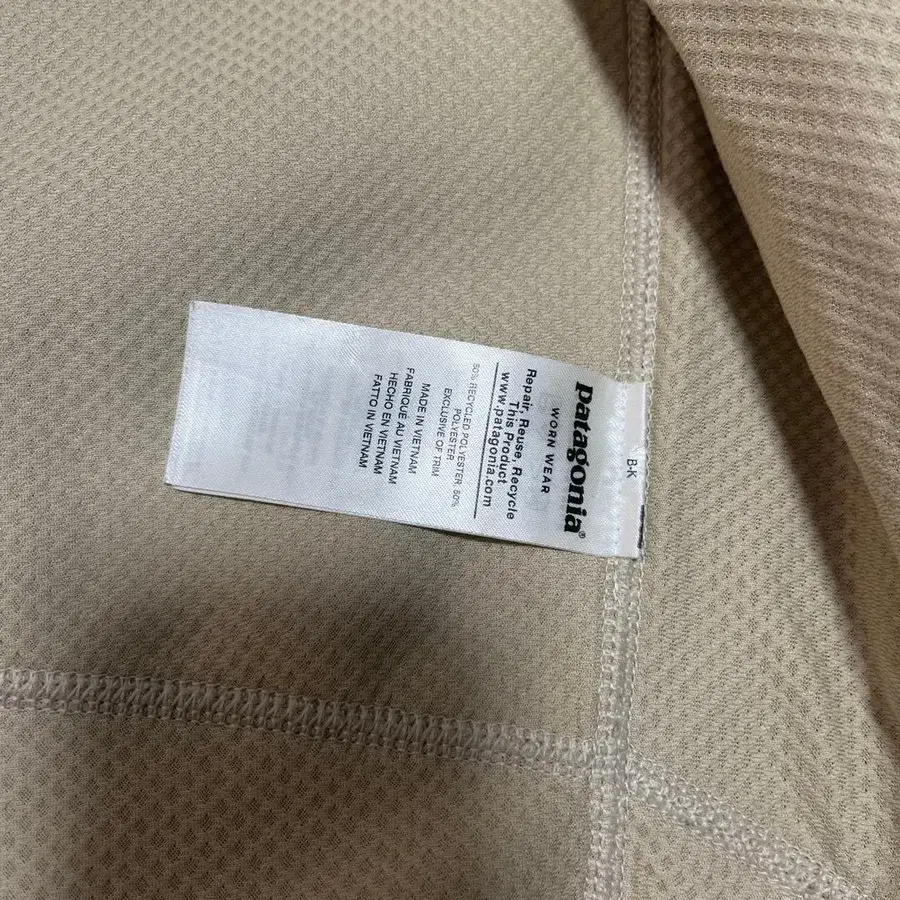 B-K
patagonia®
WORN WEAR
Repair, Reuse, Recycle
This Product
www.patagonia.com
50% RECYCLED POLYESTER, 50%
POLYESTER
EXCLUSIVE OF TRIM
MADE IN VIETNAM
FABRIQUÉ AU VIETNAM
HECHO EN VIETNAM
FATTO IN VIETNAM